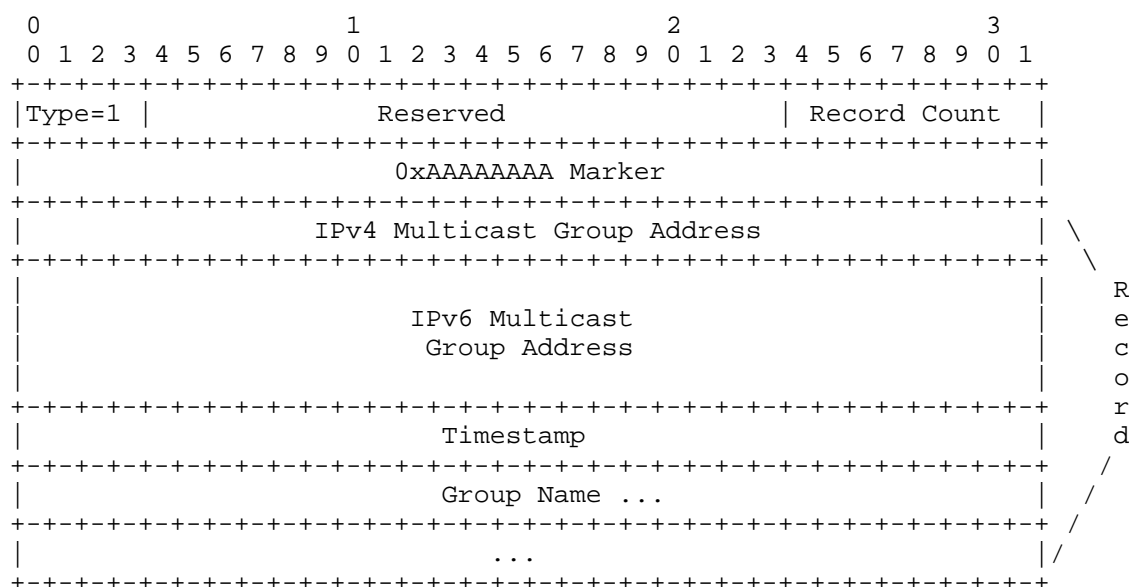 0                   1                   2                   3
 0 1 2 3 4 5 6 7 8 9 0 1 2 3 4 5 6 7 8 9 0 1 2 3 4 5 6 7 8 9 0 1
+-+-+-+-+-+-+-+-+-+-+-+-+-+-+-+-+-+-+-+-+-+-+-+-+-+-+-+-+-+-+-+-+
|Type=1 |              Reserved                 | Record Count  |
+-+-+-+-+-+-+-+-+-+-+-+-+-+-+-+-+-+-+-+-+-+-+-+-+-+-+-+-+-+-+-+-+
|                       0xAAAAAAAA Marker                       |
+-+-+-+-+-+-+-+-+-+-+-+-+-+-+-+-+-+-+-+-+-+-+-+-+-+-+-+-+-+-+-+-+
|                  IPv4 Multicast Group Address                 | \
+-+-+-+-+-+-+-+-+-+-+-+-+-+-+-+-+-+-+-+-+-+-+-+-+-+-+-+-+-+-+-+-+  \
|                                                               |    R
|                        IPv6 Multicast                         |    e
|                         Group Address                         |    c
|                                                               |    o
+-+-+-+-+-+-+-+-+-+-+-+-+-+-+-+-+-+-+-+-+-+-+-+-+-+-+-+-+-+-+-+-+    r
|                          Timestamp                            |    d
+-+-+-+-+-+-+-+-+-+-+-+-+-+-+-+-+-+-+-+-+-+-+-+-+-+-+-+-+-+-+-+-+   /
|                          Group Name ...                       |  /
+-+-+-+-+-+-+-+-+-+-+-+-+-+-+-+-+-+-+-+-+-+-+-+-+-+-+-+-+-+-+-+-+ /
|                             ...                               |/
+-+-+-+-+-+-+-+-+-+-+-+-+-+-+-+-+-+-+-+-+-+-+-+-+-+-+-+-+-+-+-+-+